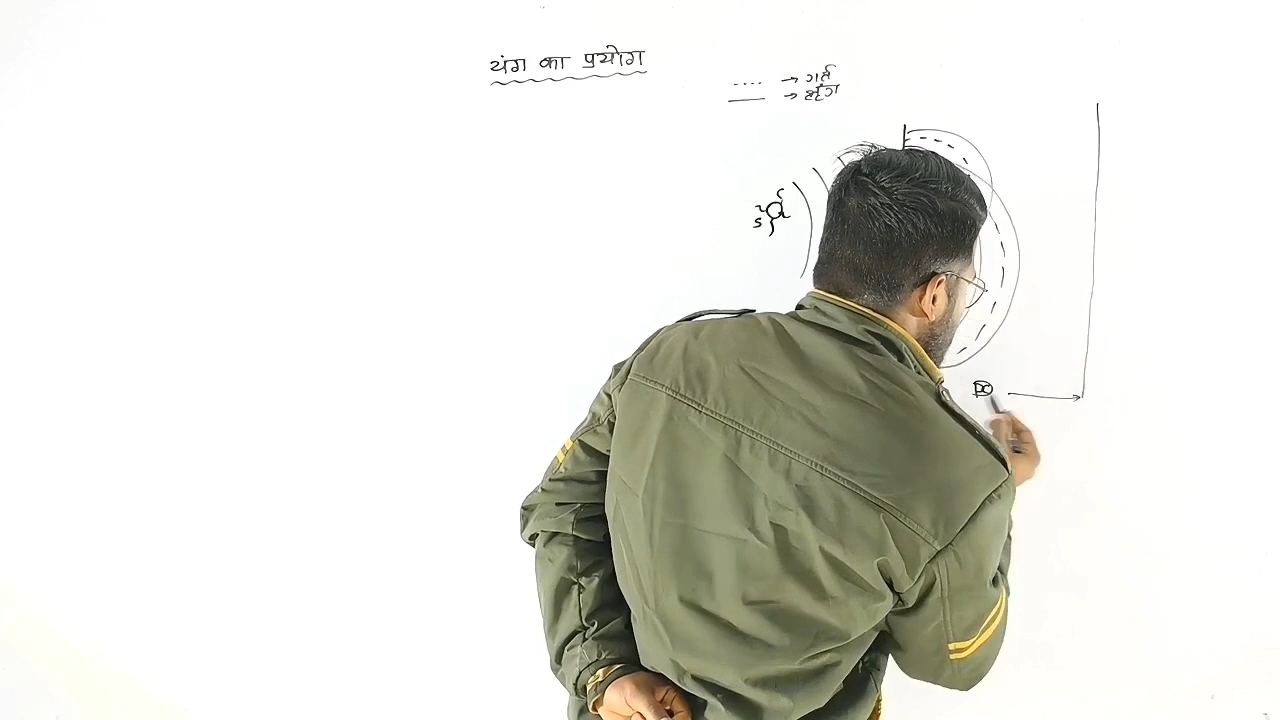 यंग का प्रयोग
.... → गर्त
— → श्रृंग
सूर्य